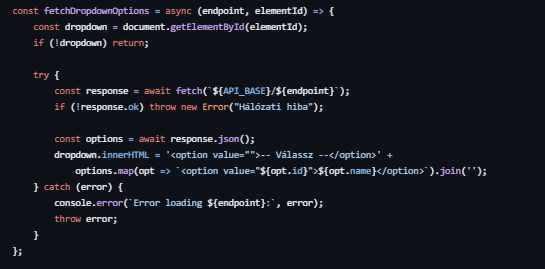 const fetchDropdownOptions = async (endpoint, elementId) => {
    const dropdown = document.getElementById(elementId);
    if (!dropdown) return;

    try {
        const response = await fetch(`${API_BASE}/${endpoint}`);
        if (!response.ok) throw new Error("Hálózati hiba");

        const options = await response.json();
        dropdown.innerHTML = '<option value="">-- Válassz --</option>' +
            options.map(opt => `<option value="${opt.id}">${opt.name}</option>`).join('');
    } catch (error) {
        console.error(`Error loading ${endpoint}:`, error);
        throw error;
    }
};